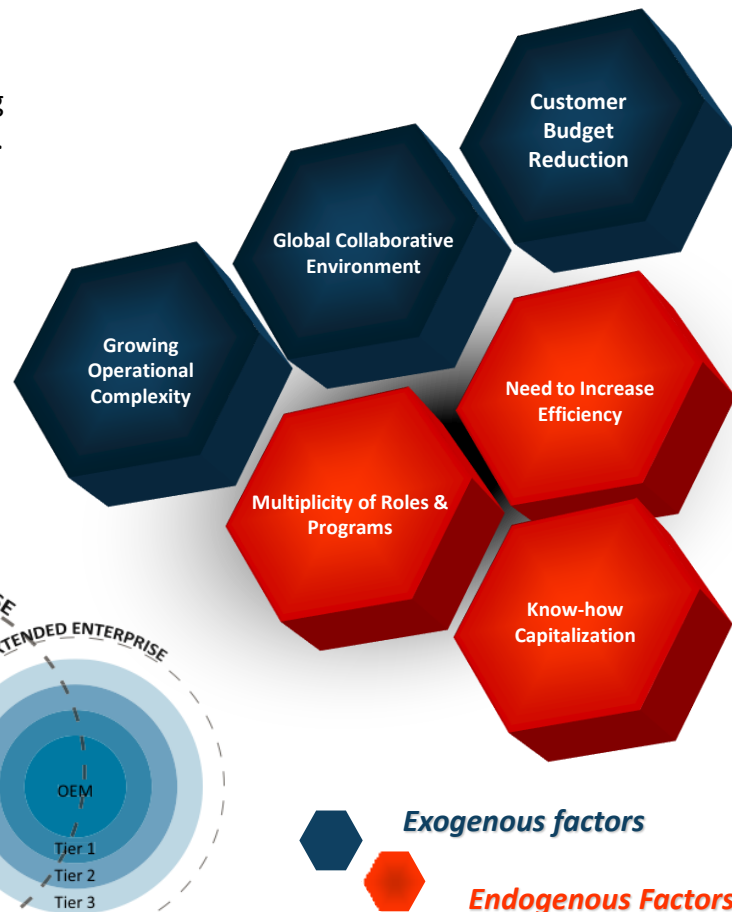 Customer
Budget
Reduction
Global Collaborative
Environment
Growing
Operational
Complexity
Need to Increase
Efficiency
Multiplicity of Roles &
Programs
Know-how
Capitalization
ENTERPRISE
OEM
Tier 1
Tier 2
Tier 3
Exogenous factors
Endogenous Factors